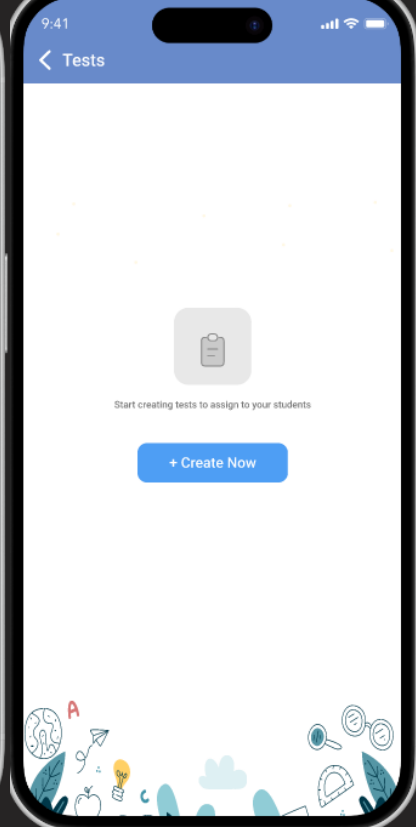 9:41
Tests
Start creating tests to assign to your students
+ Create Now
A
C